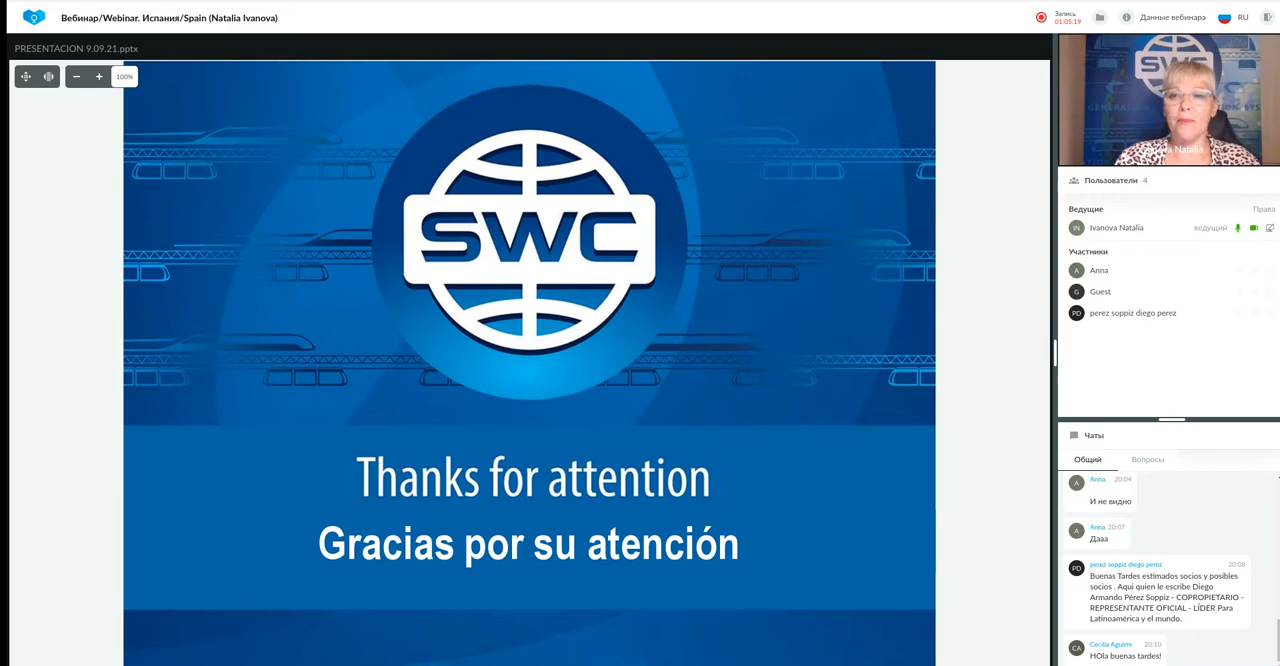 Вебинар/Webinar. Испания/Spain (Natalia Ivanova)
Запись
01:05:19
Данные вебинара
RU
PRESENTACION 9.09.21.pptx
100%
SWC
Thanks for attention
Gracias por su atención
SWC
Natalia
Пользователи 4
Ведущие Права
IN Ivanova Natalia ведущий
Участники
A Anna
G Guest
PD perez soppiz diego perez
Чаты
Общий Вопросы
A Anna 20:04
И не видно
A Anna 20:07
Дааа
PD perez soppiz diego perez 20:08
Buenas Tardes estimados socios y posibles
socios . Aqui quien le escribe Diego
Armando Pérez Soppiz - COPROPIETARIO -
REPRESENTANTE OFICIAL - LÍDER Para
Latinoamérica y el mundo.
CA Cecilia Aguirre 20:10
HOla buenas tardes!